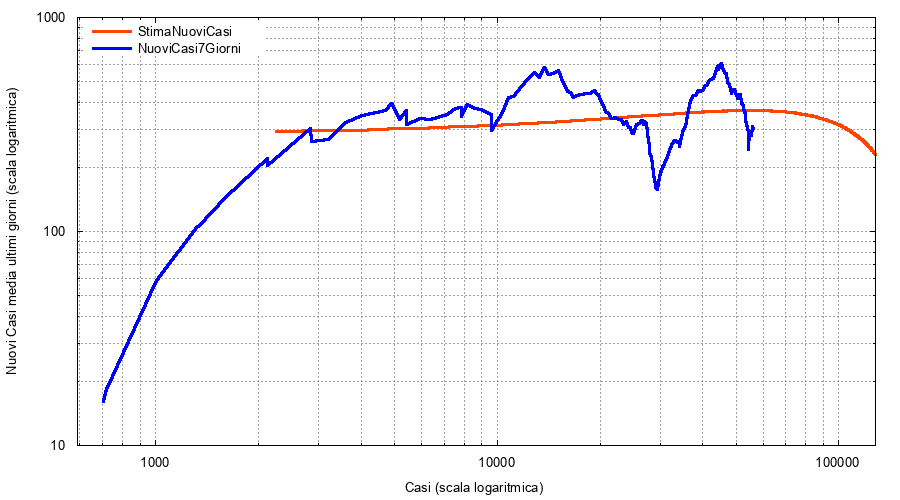 1000
StimaNuoviCasi
NuoviCasi7Giorni
Nuovi Casi media ultimi giorni (scala logaritmica)
100
10
1000
10000
100000
Casi (scala logaritmica)